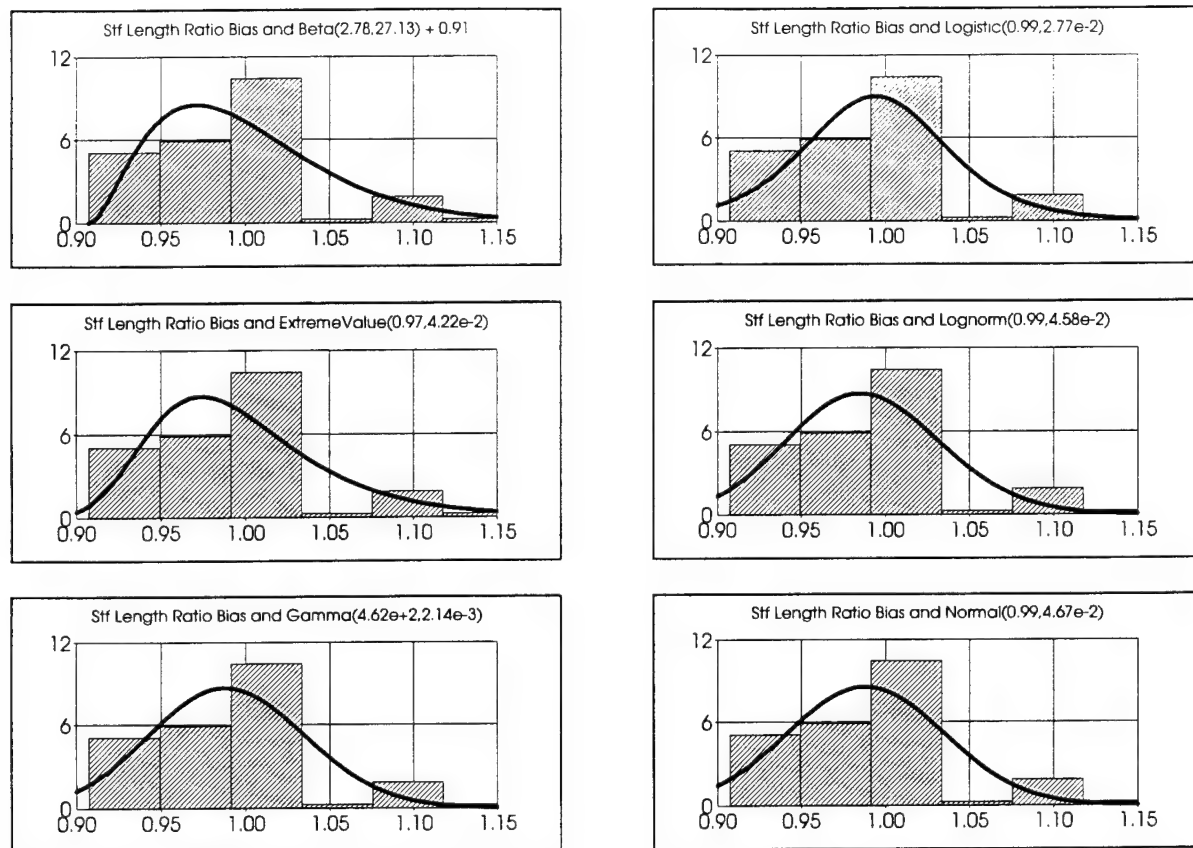 Stf Length Ratio Bias and Beta(2.78,27.13) + 0.91
12
6
0
0.90 0.95 1.00 1.05 1.10 1.15
Stf Length Ratio Bias and Logistic(0.99,2.77e-2)
12
6
0
0.90 0.95 1.00 1.05 1.10 1.15
Stf Length Ratio Bias and ExtremeValue(0.97,4.22e-2)
12
6
0
0.90 0.95 1.00 1.05 1.10 1.15
Stf Length Ratio Bias and Lognorm(0.99,4.58e-2)
12
6
0
0.90 0.95 1.00 1.05 1.10 1.15
Stf Length Ratio Bias and Gamma(4.62e+2,2.14e-3)
12
6
0
0.90 0.95 1.00 1.05 1.10 1.15
Stf Length Ratio Bias and Normal(0.99,4.67e-2)
12
6
0
0.90 0.95 1.00 1.05 1.10 1.15